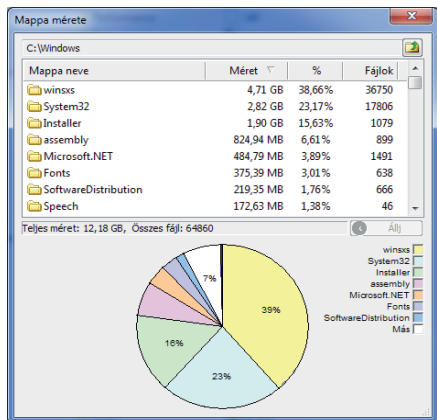 Mappa mérete
C:\Windows
Mappa neve Méret % Fájlok
winsxs 4,71 GB 38,66% 36750
System32 2,82 GB 23,17% 17806
Installer 1,90 GB 15,63% 1079
assembly 824,94 MB 6,61% 899
Microsoft.NET 484,79 MB 3,89% 1491
Fonts 375,39 MB 3,01% 638
SoftwareDistribution 219,35 MB 1,76% 666
Speech 172,63 MB 1,38% 46
Teljes méret: 12,18 GB, Összes fájl: 64860 Állj
winsxs
System32
Installer
assembly
Microsoft.NET
Fonts
SoftwareDistribution
Más
7%
39%
16%
23%